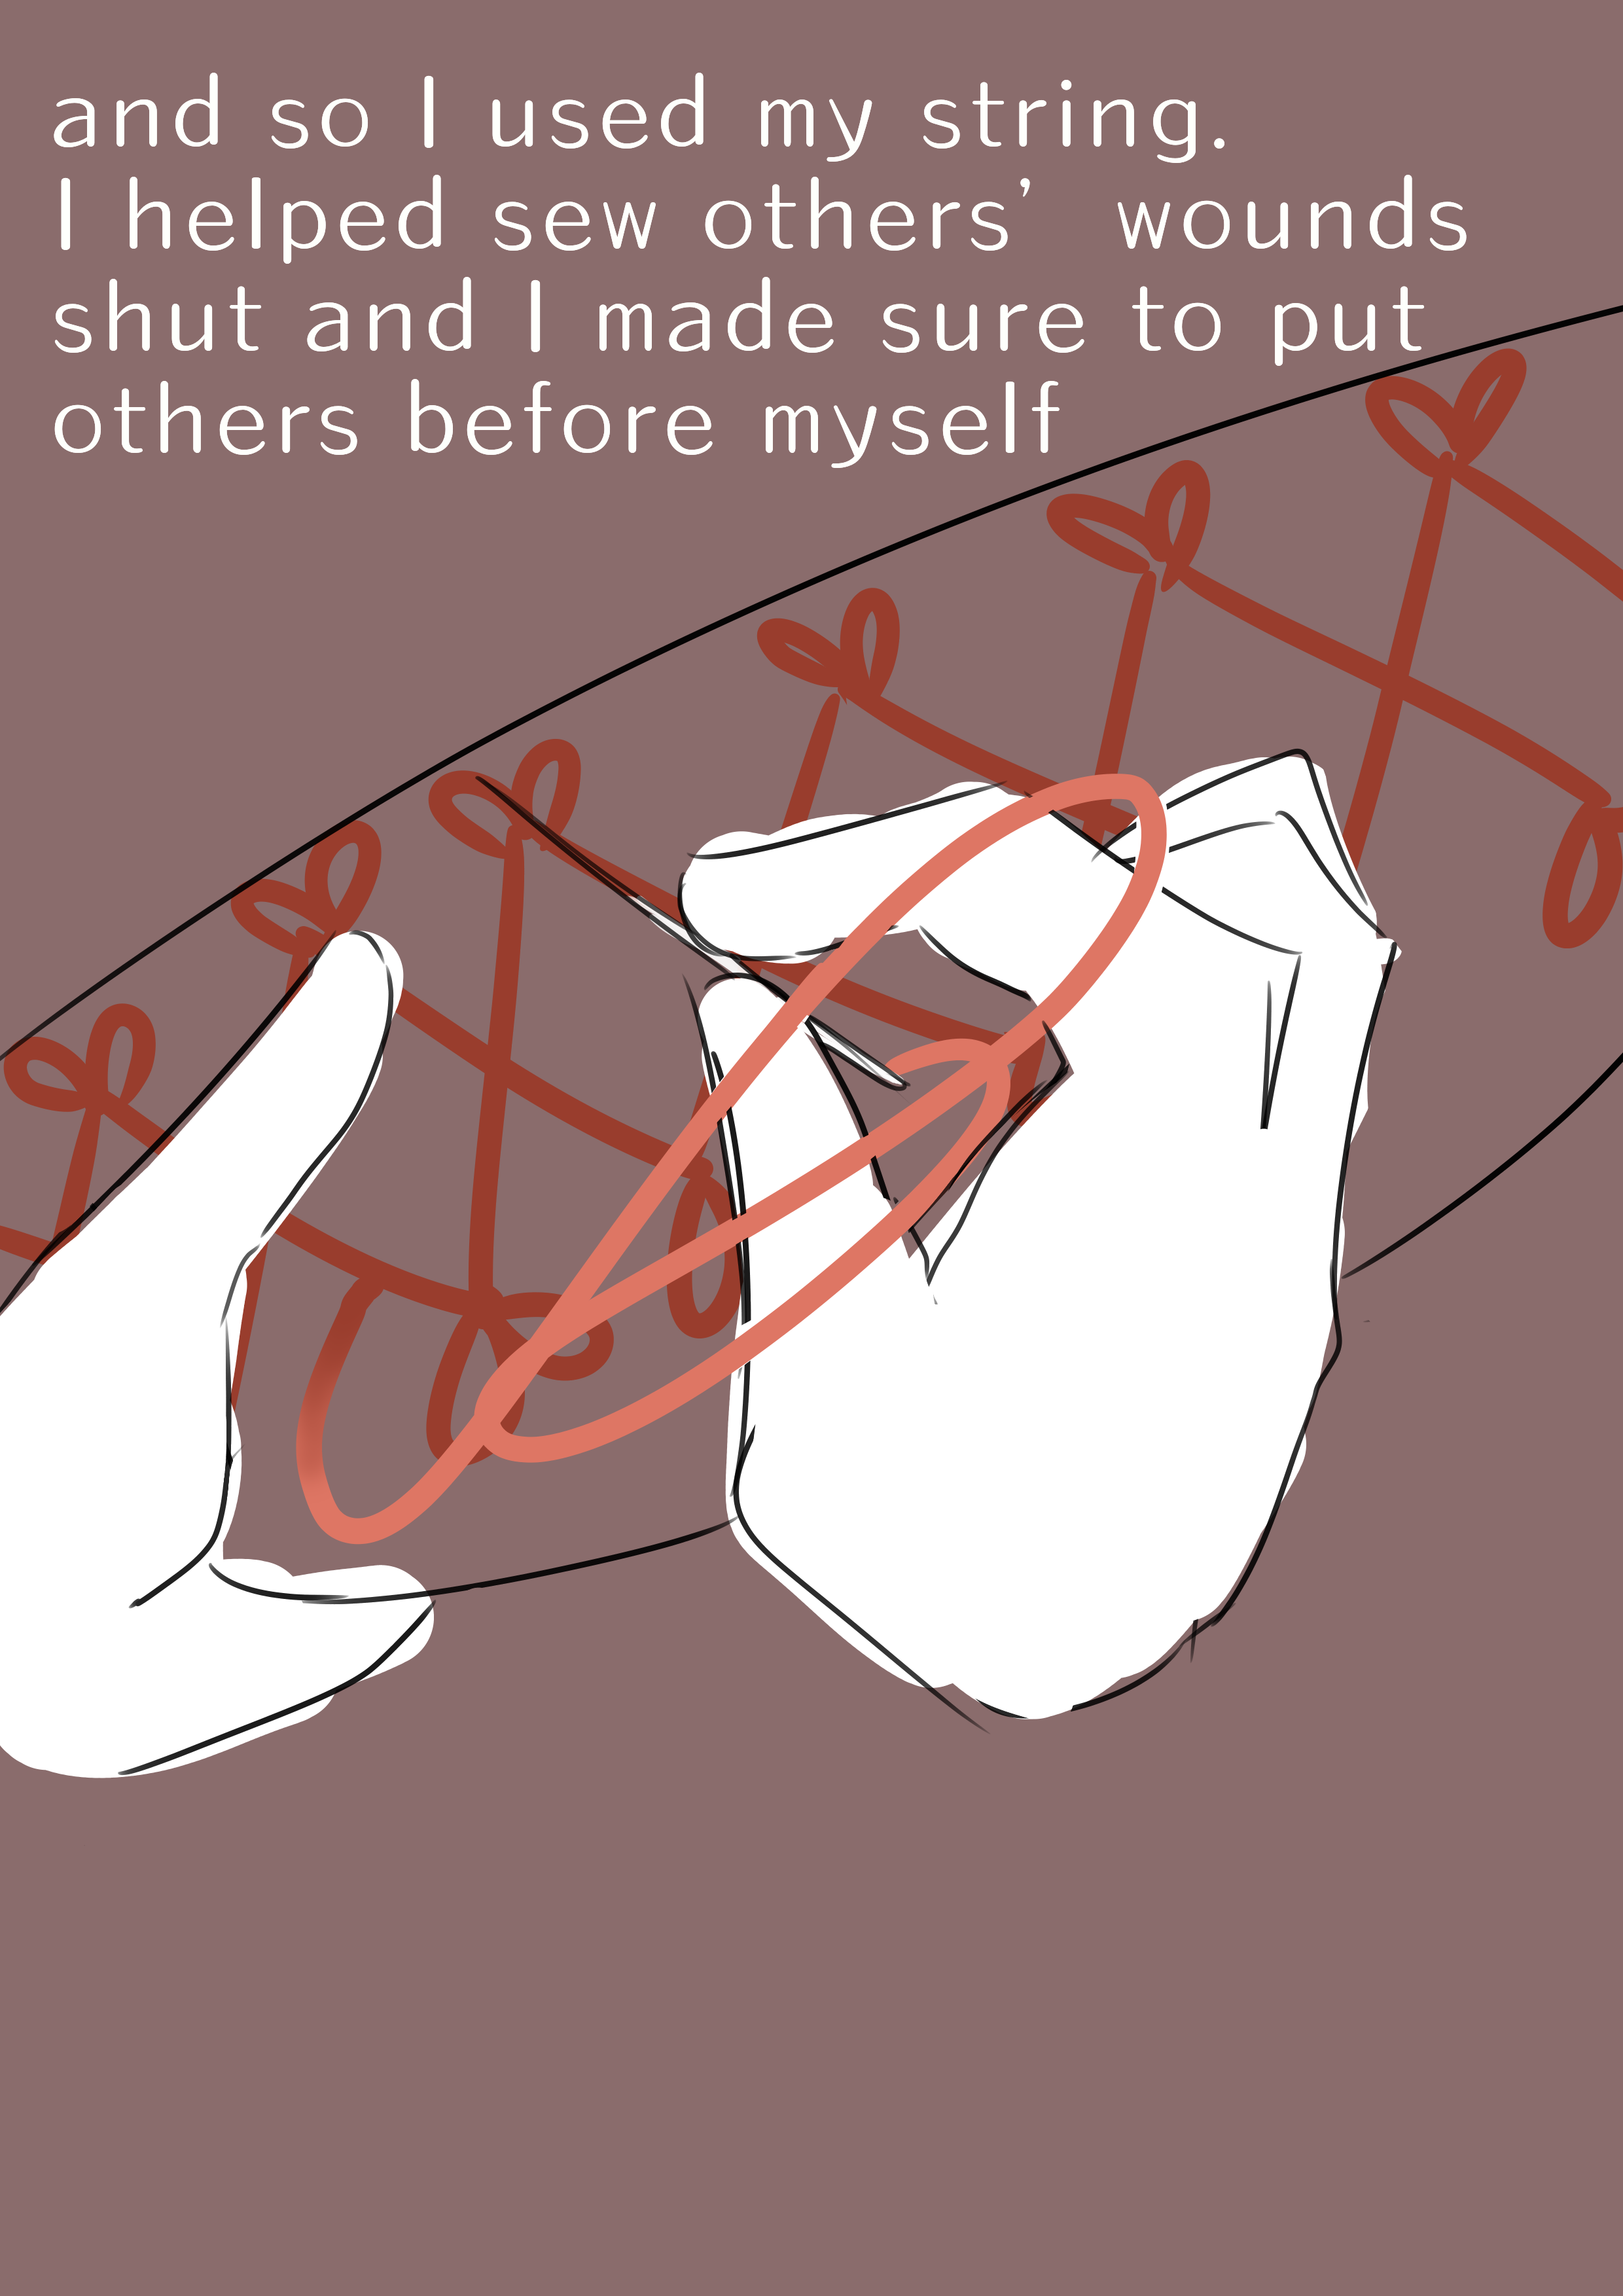 and so I used my string.
I helped sew others’ wounds
shut and I made sure to put
others before myself